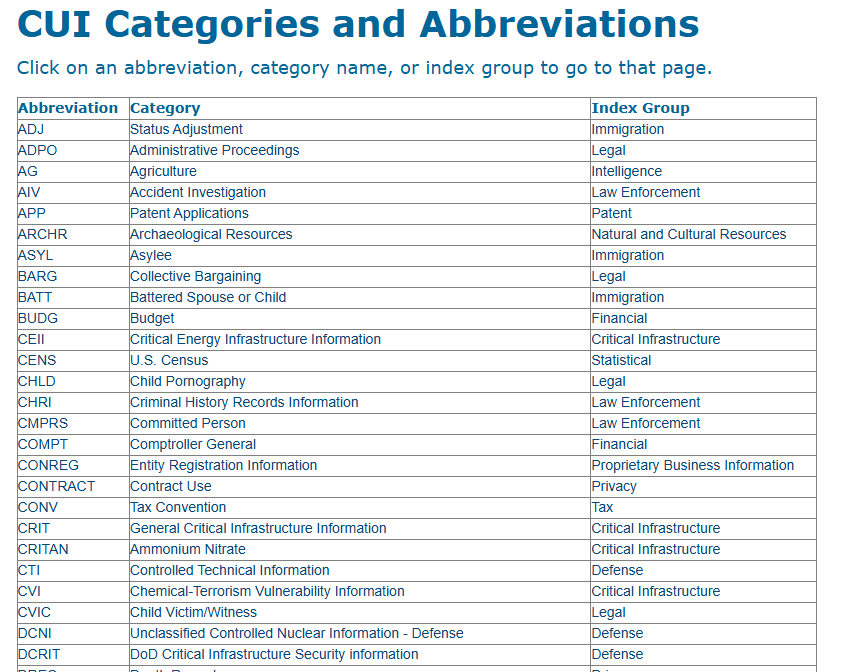 CUI Categories and Abbreviations
Click on an abbreviation, category name, or index group to go to that page.
Abbreviation Category Index Group
ADJ Status Adjustment Immigration
ADPO Administrative Proceedings Legal
AG Agriculture Intelligence
AIV Accident Investigation Law Enforcement
APP Patent Applications Patent
ARCHR Archaeological Resources Natural and Cultural Resources
ASYL Asylee Immigration
BARG Collective Bargaining Legal
BATT Battered Spouse or Child Immigration
BUDG Budget Financial
CEII Critical Energy Infrastructure Information Critical Infrastructure
CENS U.S. Census Statistical
CHLD Child Pornography Legal
CHRI Criminal History Records Information Law Enforcement
CMPRS Committed Person Law Enforcement
COMPT Comptroller General Financial
CONREG Entity Registration Information Proprietary Business Information
CONTRACT Contract Use Privacy
CONV Tax Convention Tax
CRIT General Critical Infrastructure Information Critical Infrastructure
CRITAN Ammonium Nitrate Critical Infrastructure
CTI Controlled Technical Information Defense
CVI Chemical-Terrorism Vulnerability Information Critical Infrastructure
CVIC Child Victim/Witness Legal
DCNI Unclassified Controlled Nuclear Information - Defense Defense
DCRIT DoD Critical Infrastructure Security information Defense